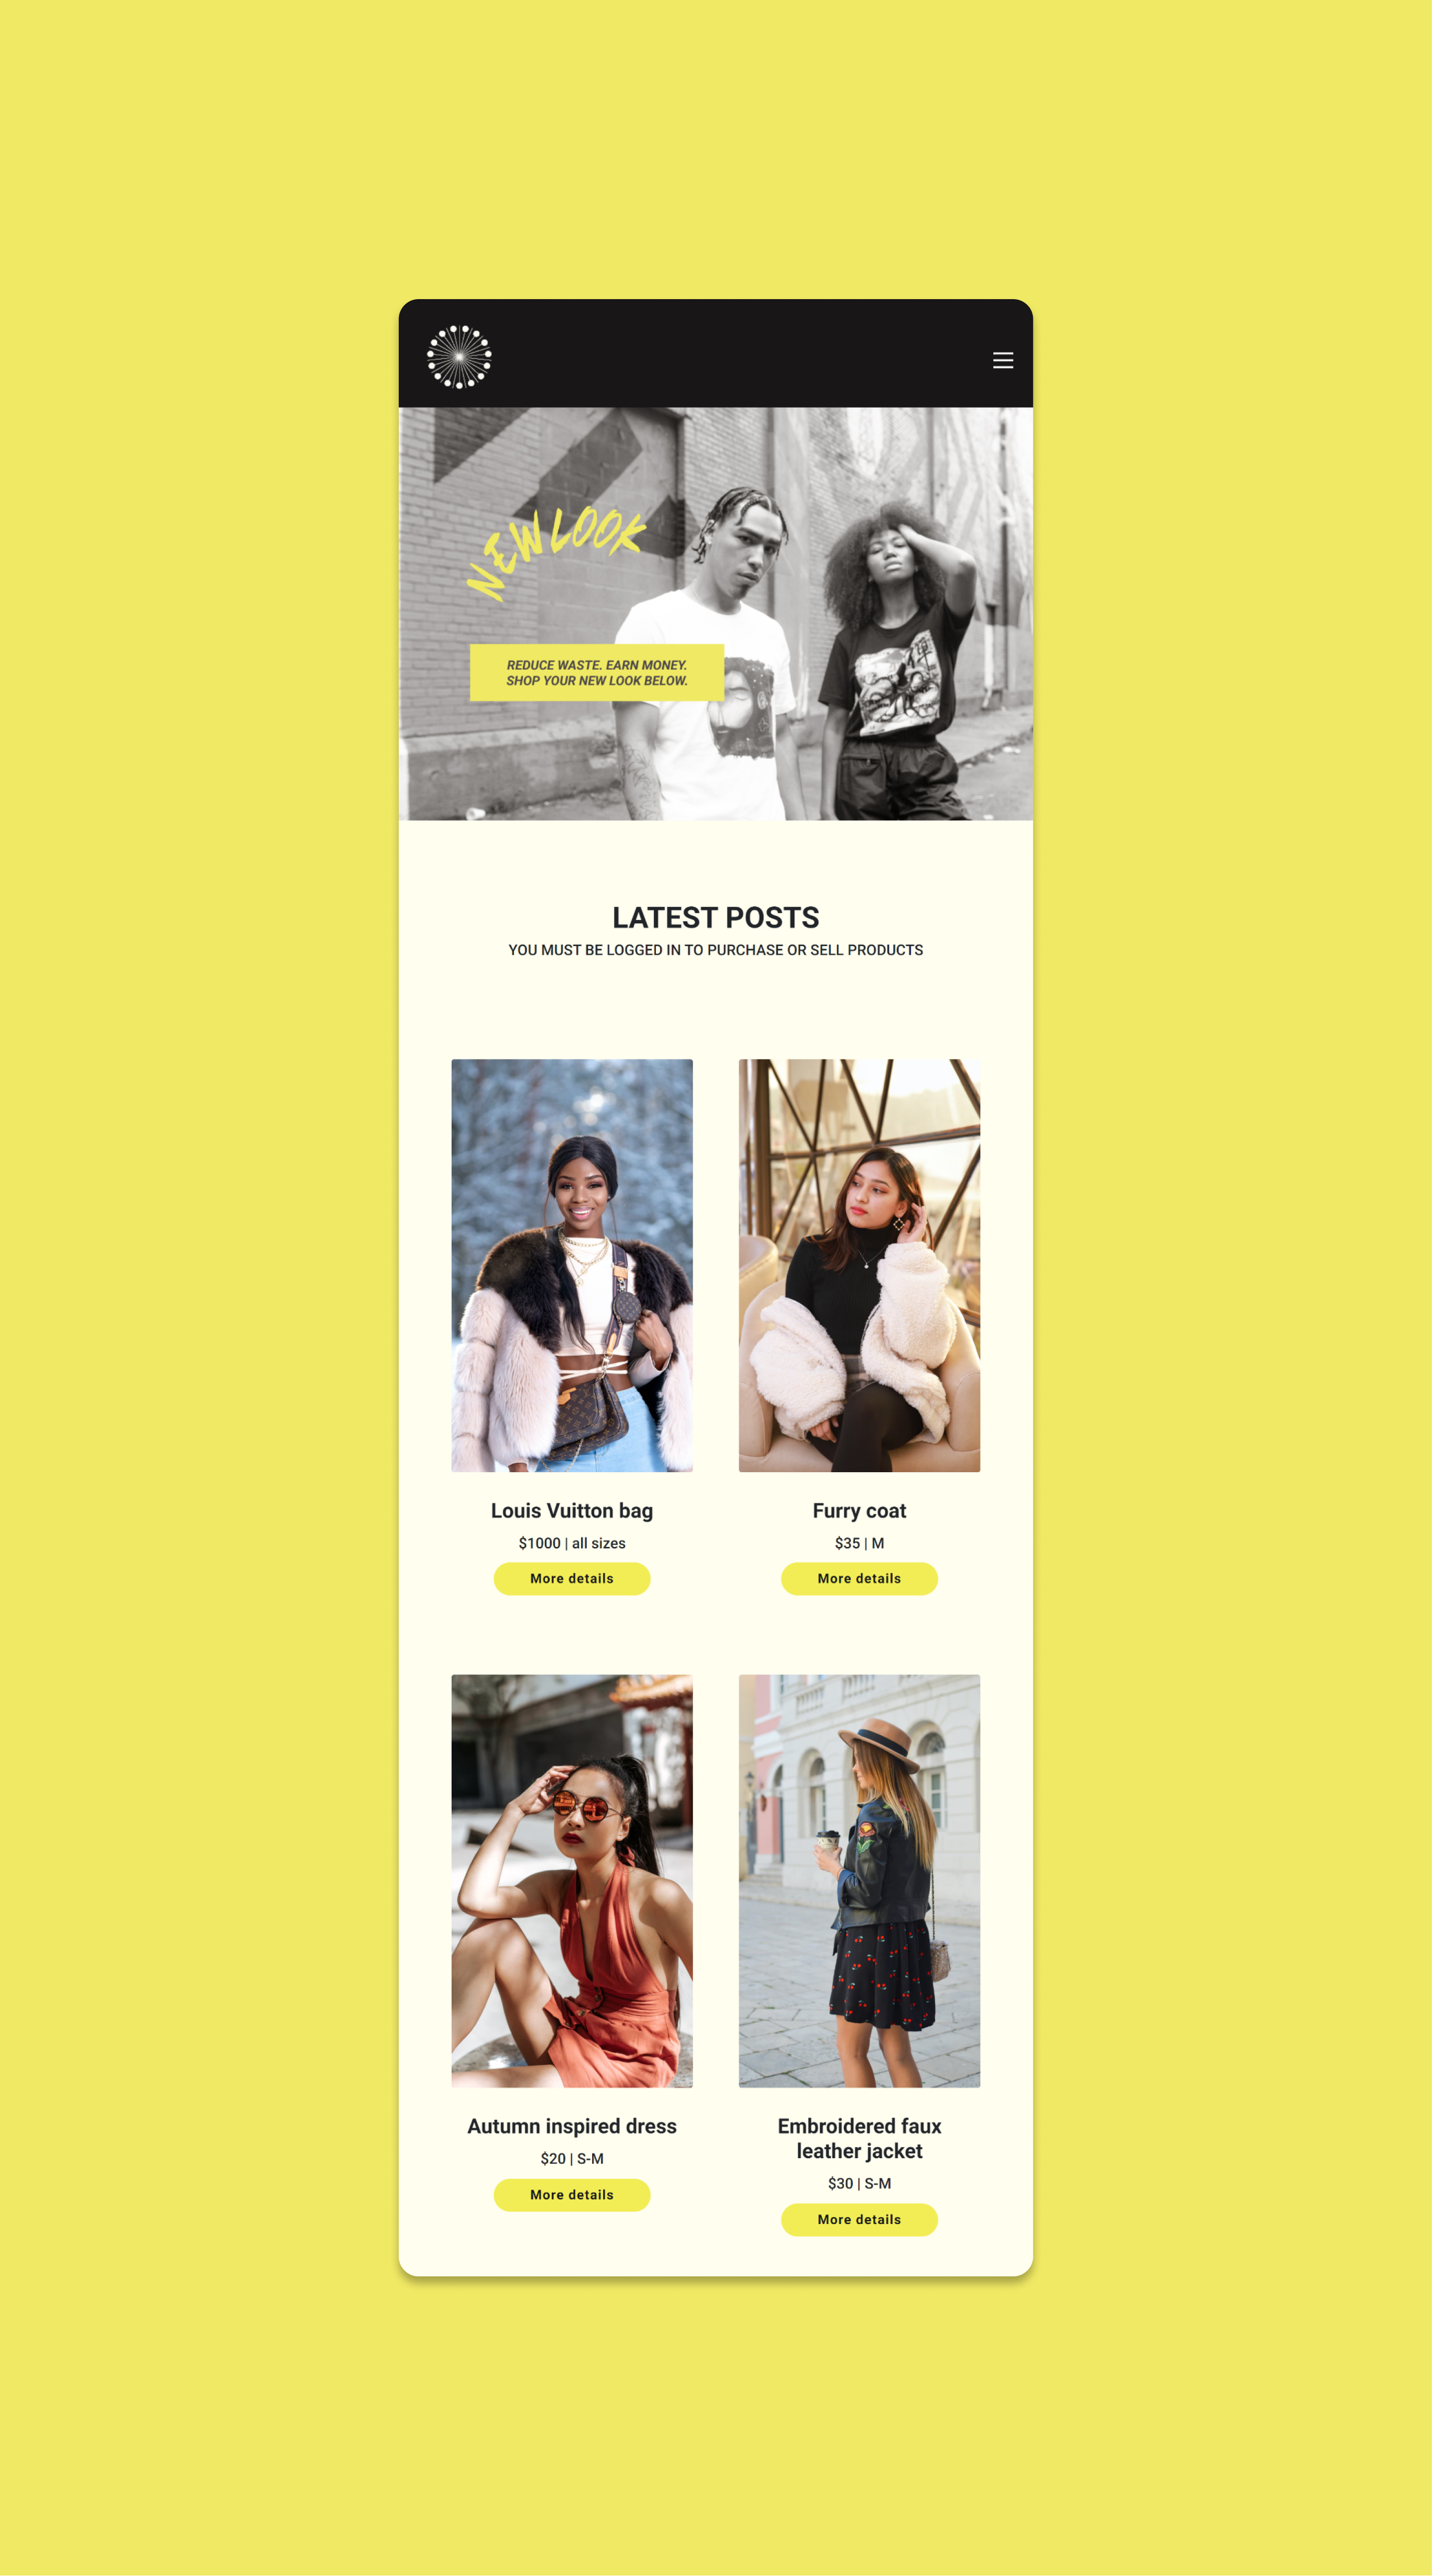 NEW LOOK
REDUCE WASTE. EARN MONEY.
SHOP YOUR NEW LOOK BELOW.
LATEST POSTS
YOU MUST BE LOGGED IN TO PURCHASE OR SELL PRODUCTS
Louis Vuitton bag
$1000 | all sizes
More details
Furry coat
$35 | M
More details
Autumn inspired dress
$20 | S-M
More details
Embroidered faux
leather jacket
$30 | S-M
More details